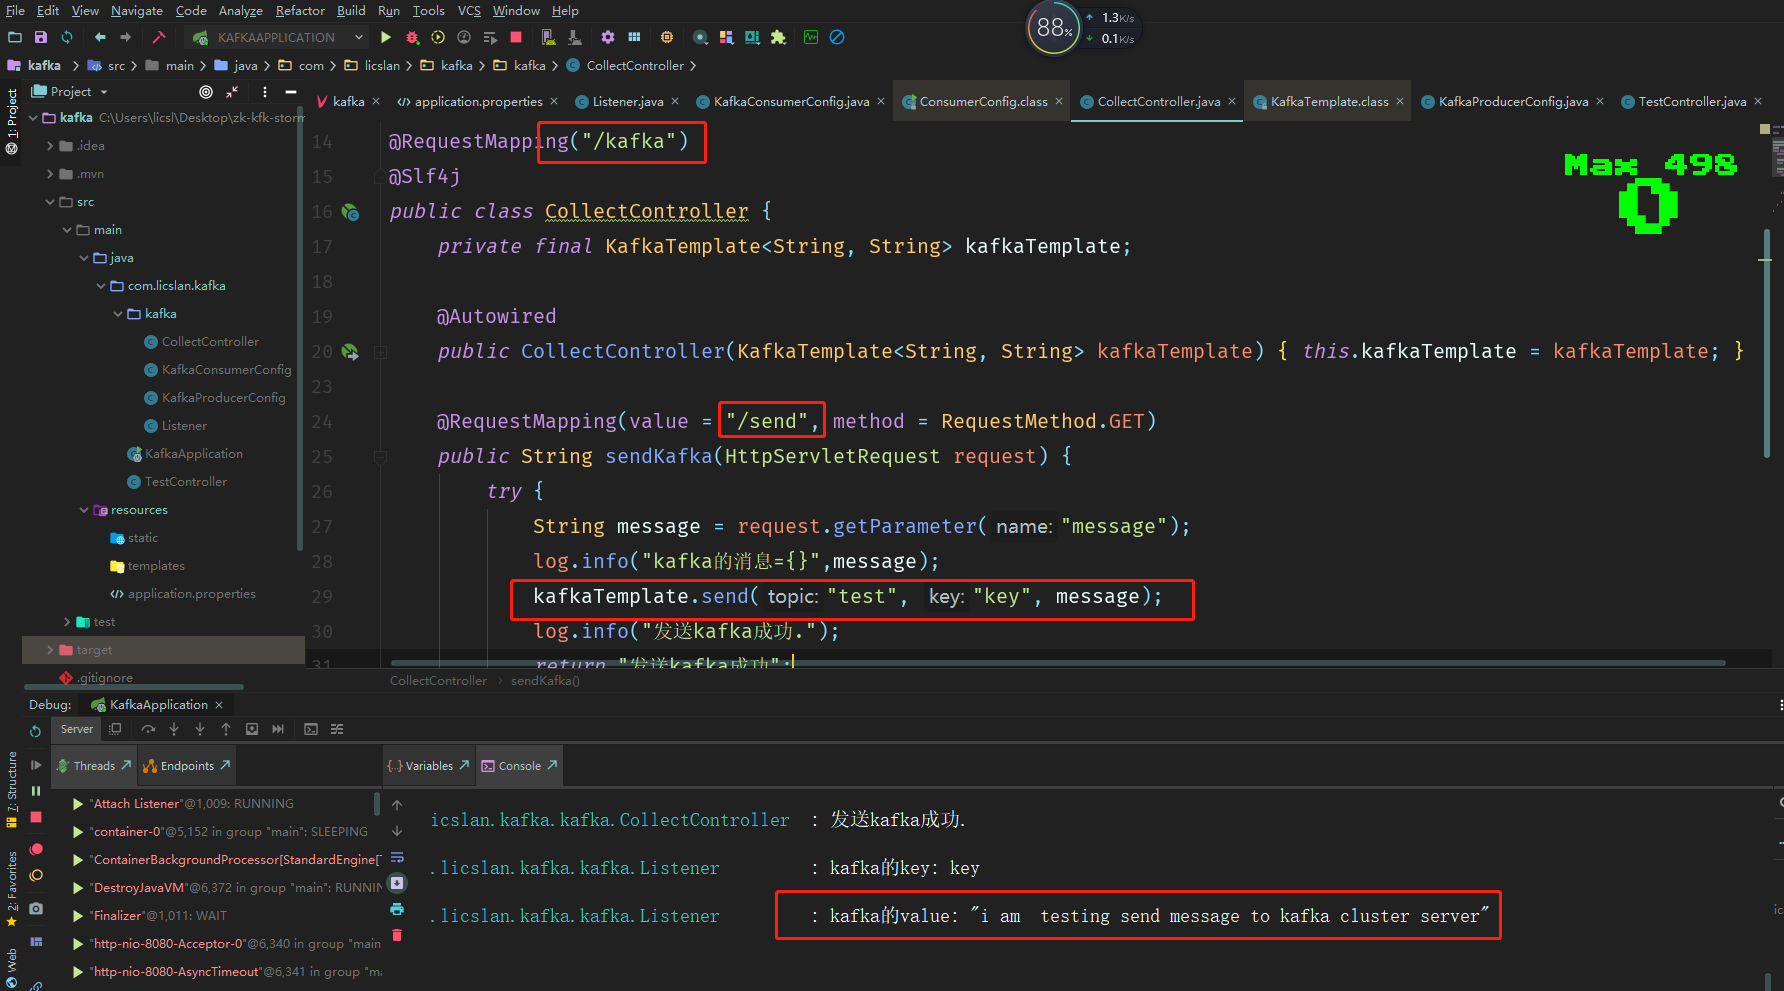 File Edit View Navigate Code Analyze Refactor Build Run Tools VCS Window Help
88%
↑ 1.3K/s
↓ 0.1K/s
KAFKAAPPLICATION
kafka > src > main > java > com > licslan > kafka > kafka > CollectController >
Project
kafka
application.properties
Listener.java
KafkaConsumerConfig.java
ConsumerConfig.class
CollectController.java
KafkaTemplate.class
KafkaProducerConfig.java
TestController.java
1: Project
kafka C:\Users\licsl\Desktop\zk-kfk-storm
.idea
.mvn
src
main
java
com.licslan.kafka
kafka
CollectController
KafkaConsumerConfig
KafkaProducerConfig
Listener
KafkaApplication
TestController
resources
static
templates
application.properties
test
target
.gitignore
Max 498
0
14 @RequestMapping("/kafka")
15 @Slf4j
16 public class CollectController {
17 private final KafkaTemplate<String, String> kafkaTemplate;
18
19 @Autowired
20 public CollectController(KafkaTemplate<String, String> kafkaTemplate) { this.kafkaTemplate = kafkaTemplate; }
23
24 @RequestMapping(value = "/send", method = RequestMethod.GET)
25 public String sendKafka(HttpServletRequest request) {
26 try {
27 String message = request.getParameter( name: "message");
28 log.info("kafka的消息={}",message);
29 kafkaTemplate.send( topic: "test", key: "key", message);
30 log.info("发送kafka成功.");
31 return "发送kafka成功";
CollectController > sendKafka()
Debug: KafkaApplication
Server
Threads
Endpoints
Variables
Console
7: Structure
2: Favorites
Web
"Attach Listener"@1,009: RUNNING
"container-0"@5,152 in group "main": SLEEPING
"ContainerBackgroundProcessor[StandardEngine[
"DestroyJavaVM"@6,372 in group "main": RUNNIN
"Finalizer"@1,011: WAIT
"http-nio-8080-Acceptor-0"@6,340 in group "main
"http-nio-8080-AsyncTimeout"@6,341 in group "ma
icslan.kafka.kafka.CollectController : 发送kafka成功.
.licslan.kafka.kafka.Listener : kafka的key: key
.licslan.kafka.kafka.Listener : kafka的value: "i am  testing send message to kafka cluster server"